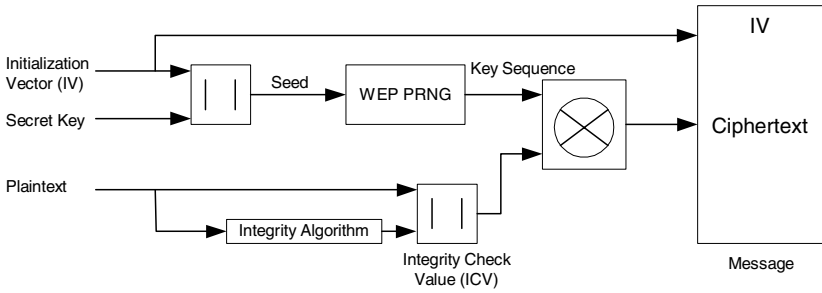 IV
Initialization
Vector (IV)
Seed
WEP PRNG
Key Sequence
Secret Key
Ciphertext
Plaintext
Integrity Algorithm
Integrity Check
Value (ICV)
Message